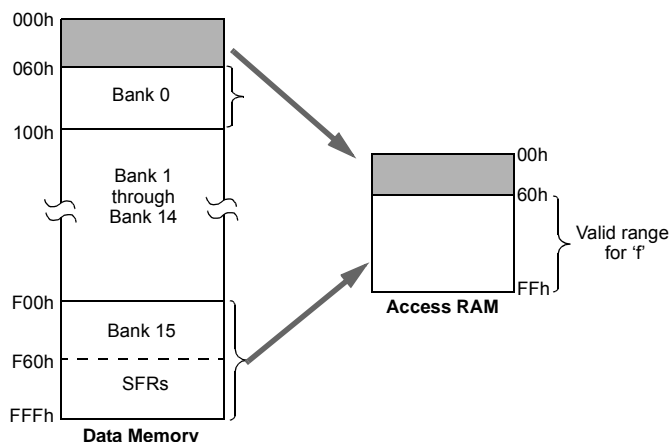 000h
060h
Bank 0
100h
Bank 1
through
Bank 14
F00h
Bank 15
F60h
SFRs
FFFh
Data Memory
00h
60h
Valid range
for ‘f’
FFh
Access RAM